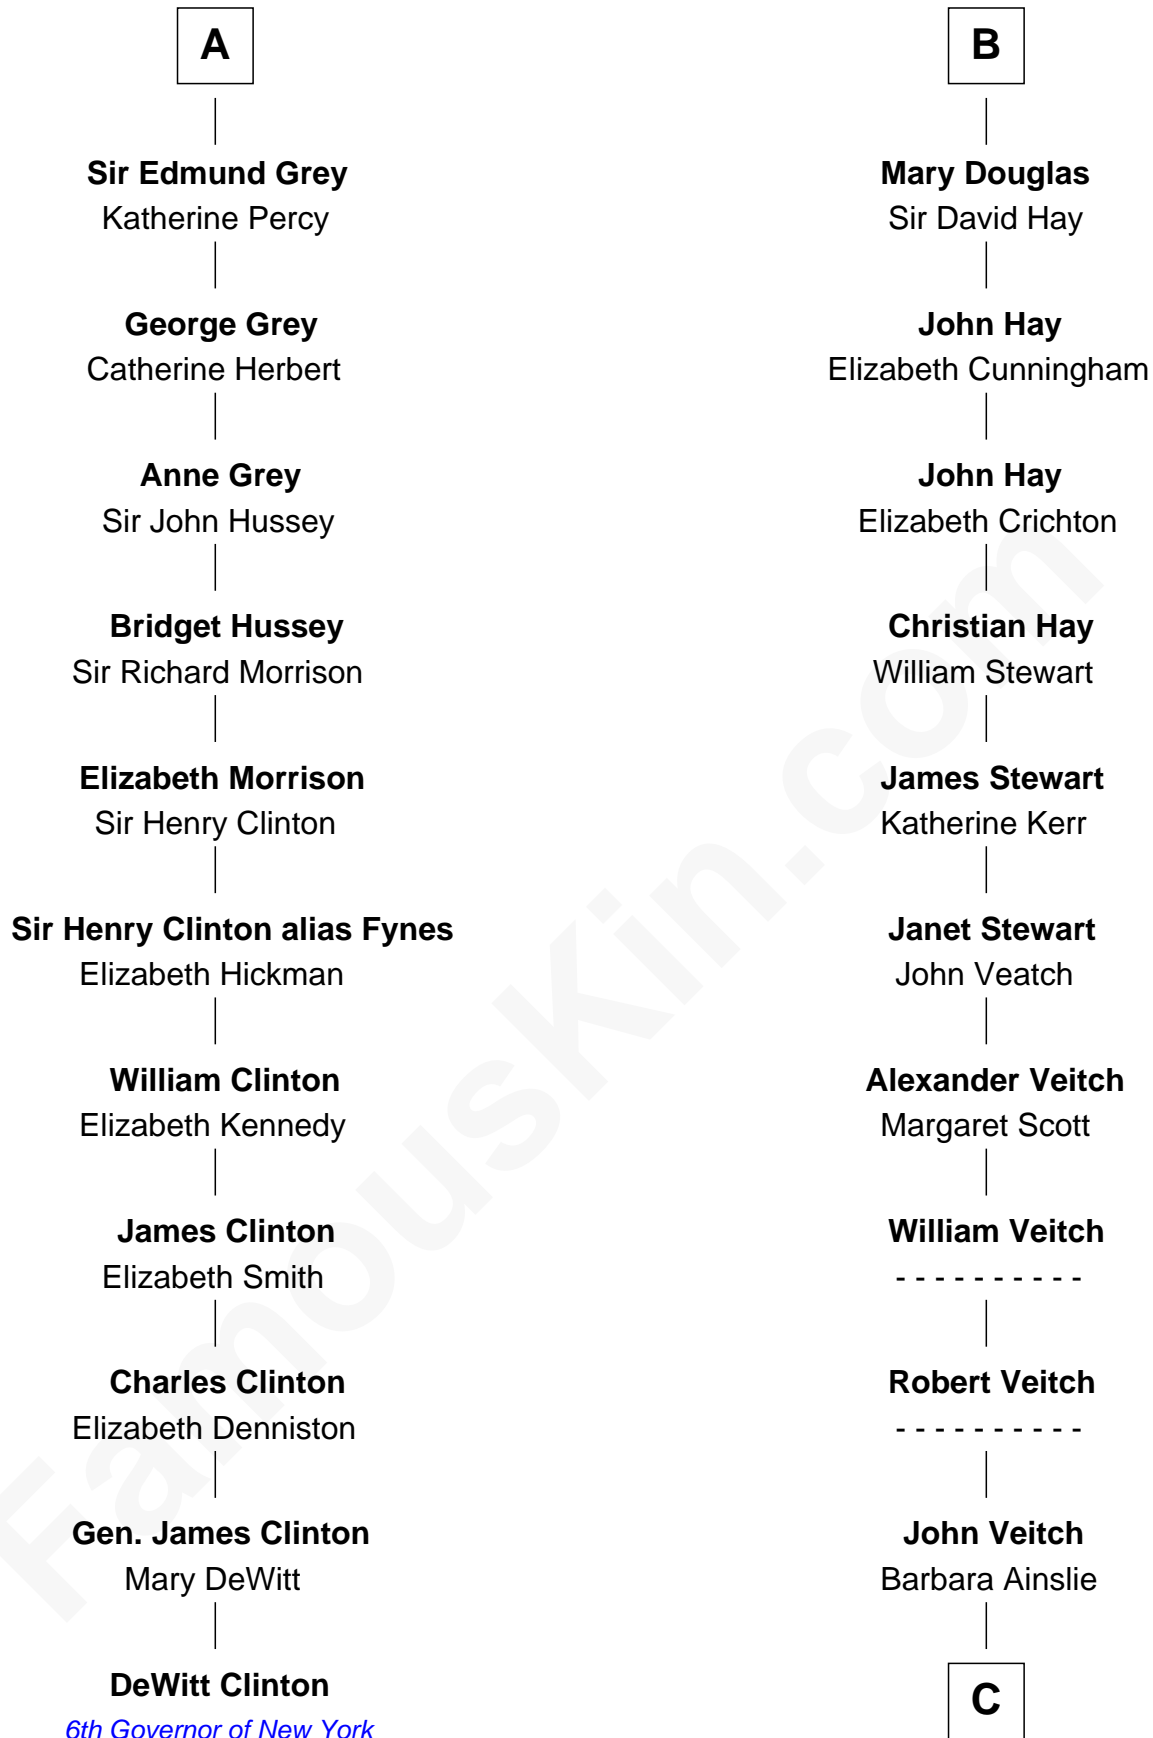 A
Sir Edmund Grey
Katherine Percy
George Grey
Catherine Herbert
Anne Grey
Sir John Hussey
Bridget Hussey
Sir Richard Morrison
Elizabeth Morrison
Sir Henry Clinton
Sir Henry Clinton alias Fynes
Elizabeth Hickman
William Clinton
Elizabeth Kennedy
James Clinton
Elizabeth Smith
Charles Clinton
Elizabeth Denniston
Gen. James Clinton
Mary DeWitt
DeWitt Clinton
6th Governor of New York
B
Mary Douglas
Sir David Hay
John Hay
Elizabeth Cunningham
John Hay
Elizabeth Crichton
Christian Hay
William Stewart
James Stewart
Katherine Kerr
Janet Stewart
John Veatch
Alexander Veitch
Margaret Scott
William Veitch
- - - - - - - - - -
Robert Veitch
- - - - - - - - - -
John Veitch
Barbara Ainslie
C
FamousKin.com